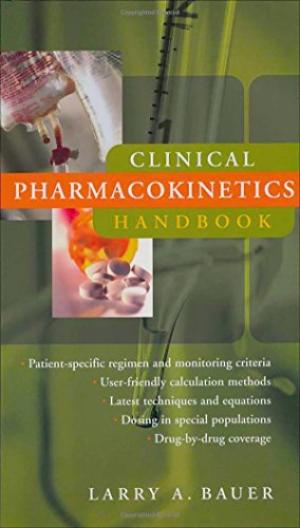 CLINICAL
PHARMACOKINETICS
HANDBOOK
• Patient-specific regimen and monitoring criteria
• User-friendly calculation methods
• Latest techniques and equations
• Dosing in special populations
• Drug-by-drug coverage
LARRY A. BAUER